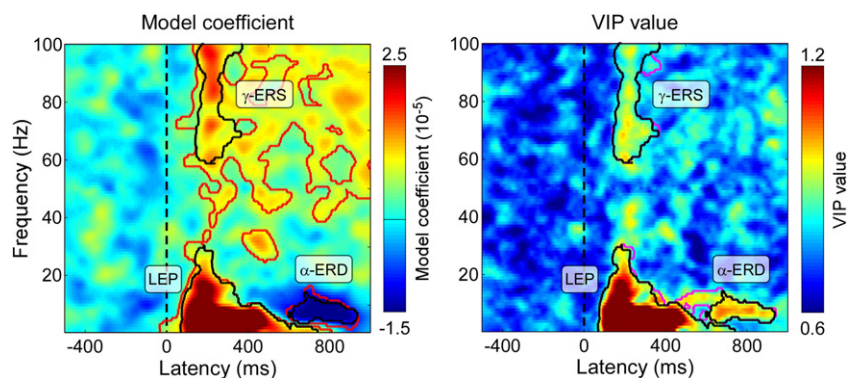 Model coefficient
VIP value
Frequency (Hz)
100
80
60
40
20
γ-ERS
LEP
α-ERD
-400
0
400
800
Latency (ms)
2.5
Model coefficient (10⁻⁵)
-1.5
100
80
60
40
20
γ-ERS
LEP
α-ERD
-400
0
400
800
Latency (ms)
1.2
VIP value
0.6